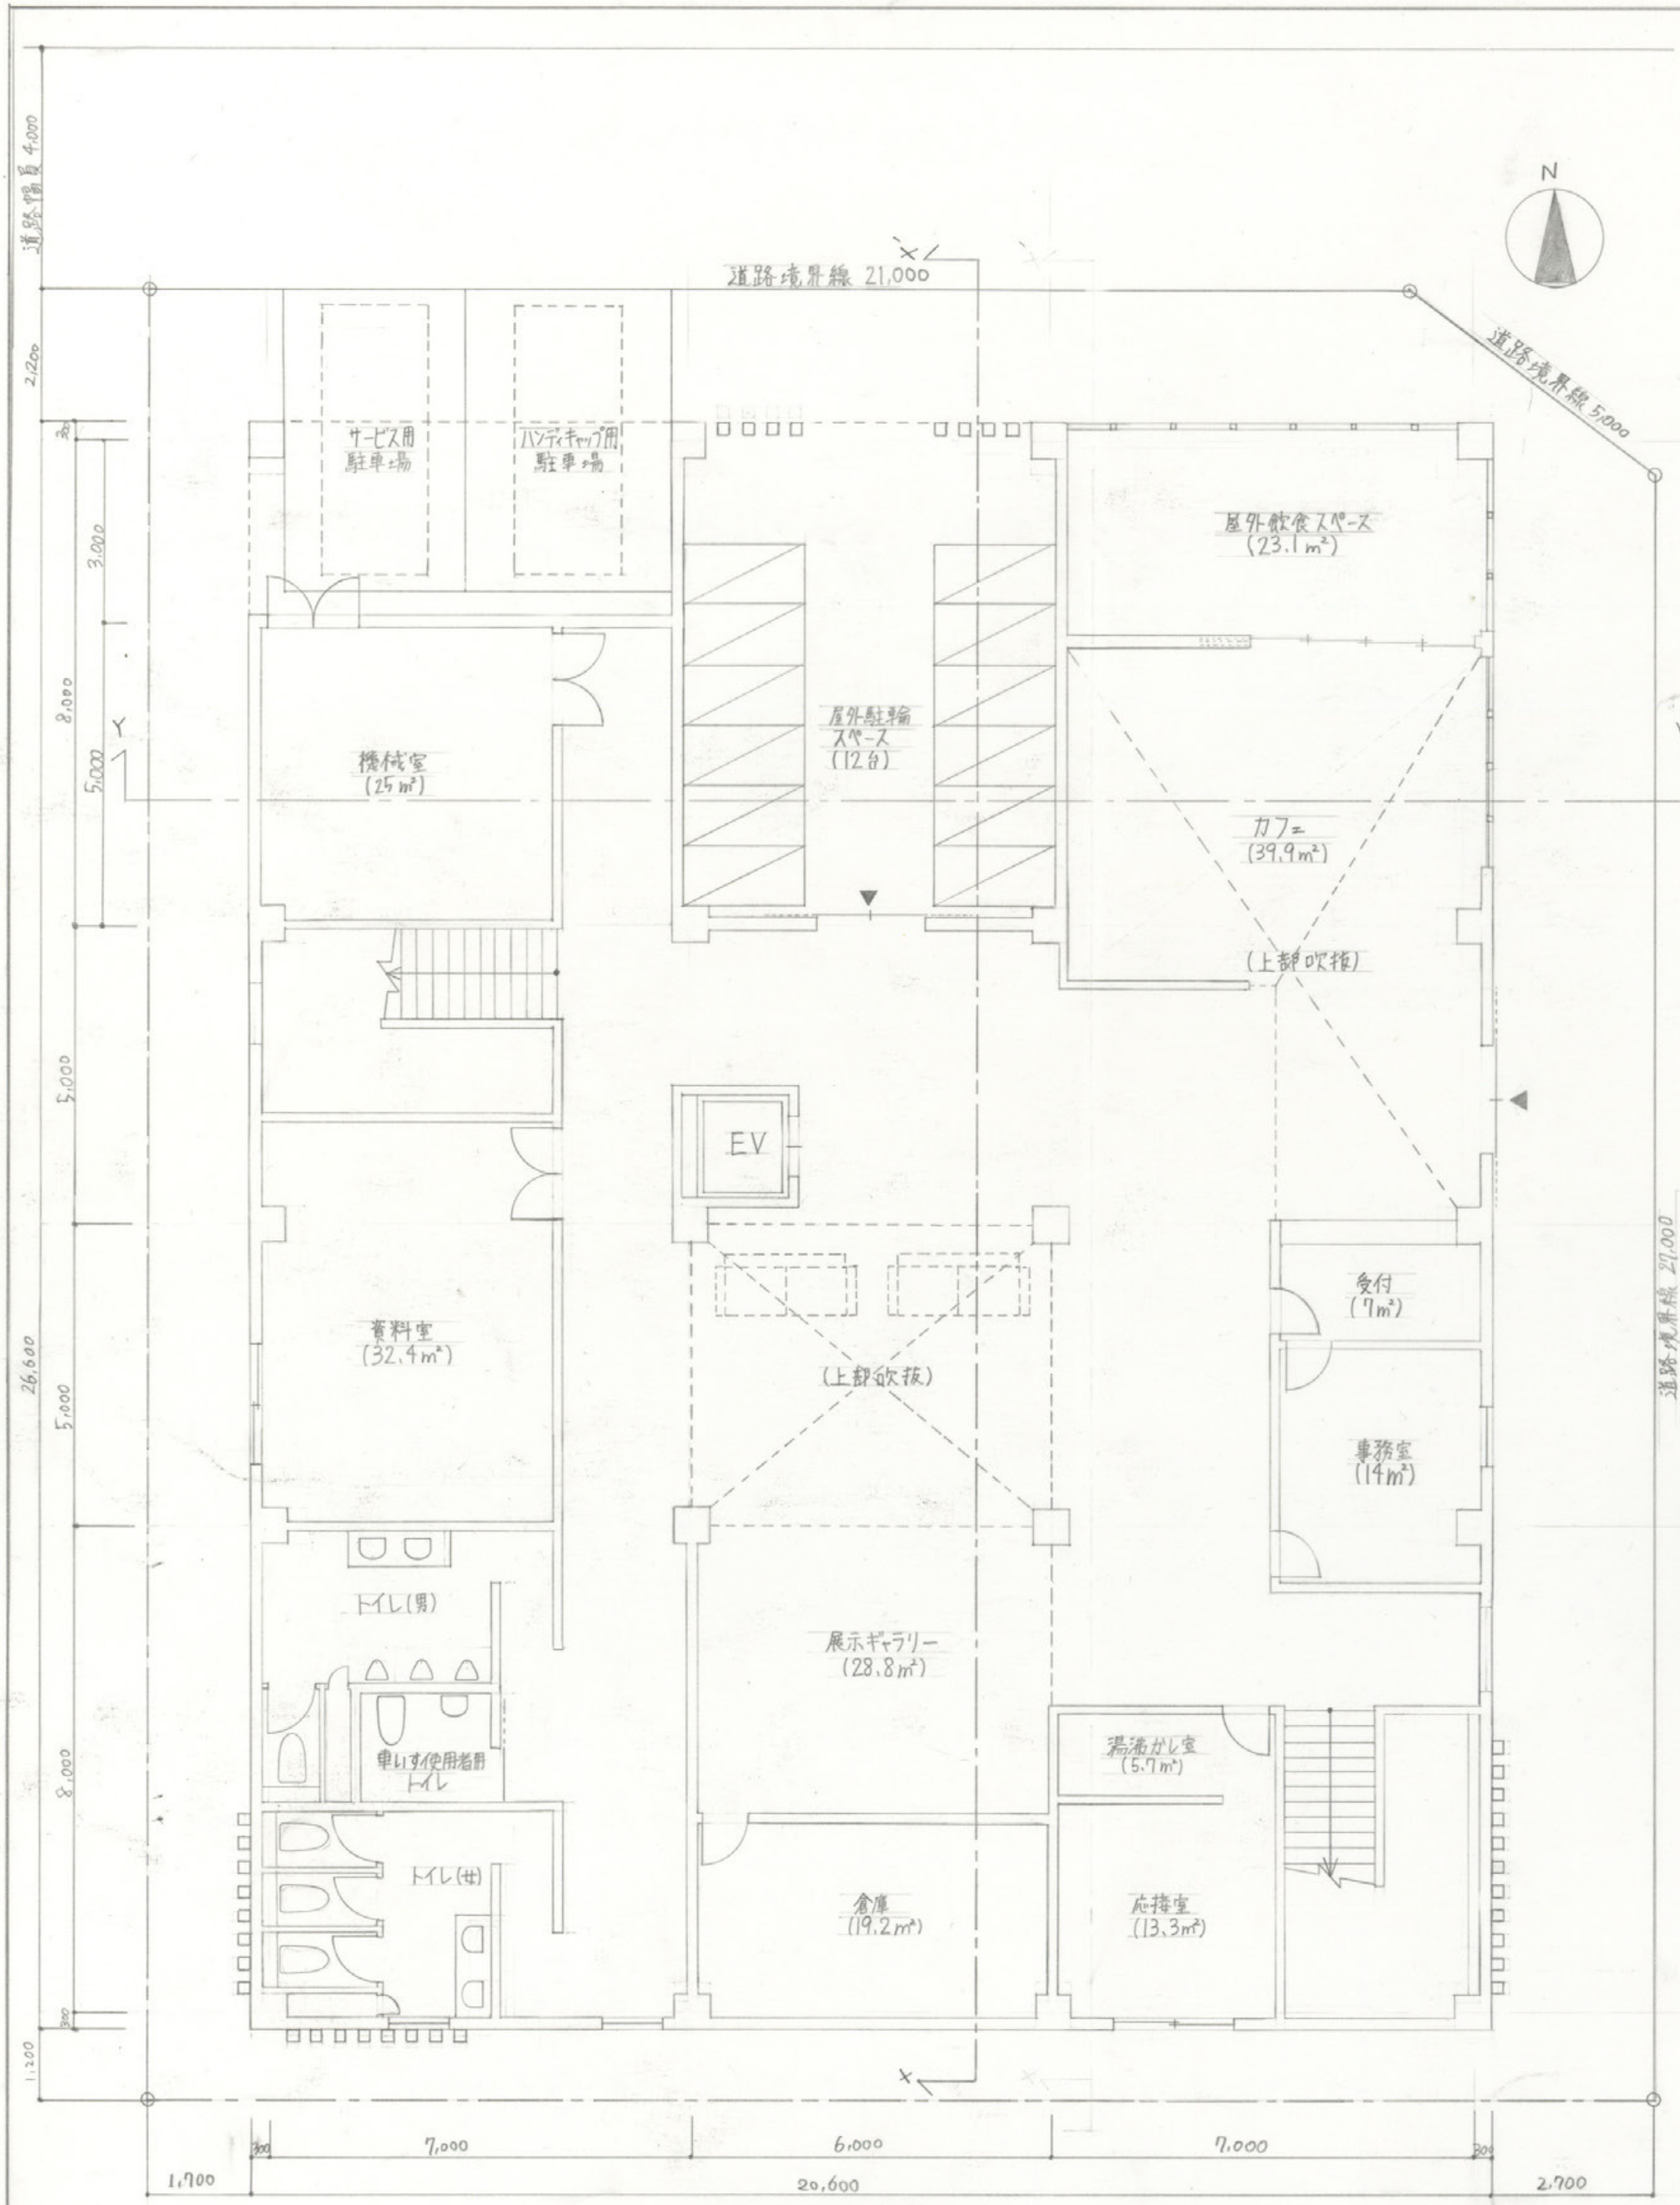 道路幅員 4,000
N
X
道路境界線 21,000
道路境界線 5,000
2,200
300
サービス用
駐車場
ハンディキャップ用
駐車場
屋外飲食スペース
(23.1㎡)
3,000
8,000
Y
5,000
機械室
(25㎡)
屋外駐車輪
スペース
(12台)
カフェ
(39.9㎡)
(上部吹抜)
5,000
EV
受付
(7㎡)
道路境界線 27,000
26,600
5,000
資料室
(32.4㎡)
(上部吹抜)
事務室
(14㎡)
トイレ(男)
展示ギャラリー
(28.8㎡)
8,000
車いす使用者用
トイレ
湯沸かし室
(5.7㎡)
トイレ(女)
倉庫
(19.2㎡)
応接室
(13.3㎡)
300
1,200
X
300
7,000
6,000
7,000
300
1,700
20,600
2,700